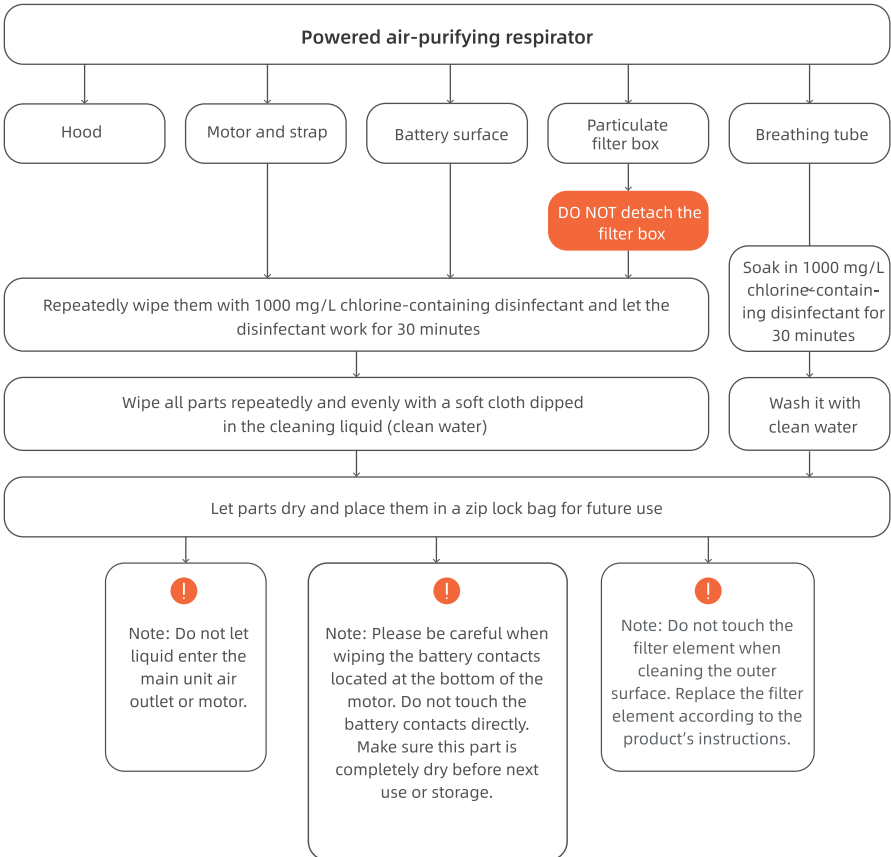 Powered air-purifying respirator
Hood
Motor and strap
Battery surface
Particulate
filter box
Breathing tube
DO NOT detach the
filter box
Repeatedly wipe them with 1000 mg/L chlorine-containing disinfectant and let the
disinfectant work for 30 minutes
Soak in 1000 mg/L
chlorine-contain-
ing disinfectant for
30 minutes
Wipe all parts repeatedly and evenly with a soft cloth dipped
in the cleaning liquid (clean water)
Wash it with
clean water
Let parts dry and place them in a zip lock bag for future use
!
Note: Do not let
liquid enter the
main unit air
outlet or motor.
!
Note: Please be careful when
wiping the battery contacts
located at the bottom of the
motor. Do not touch the
battery contacts directly.
Make sure this part is
completely dry before next
use or storage.
!
Note: Do not touch the
filter element when
cleaning the outer
surface. Replace the filter
element according to the
product's instructions.